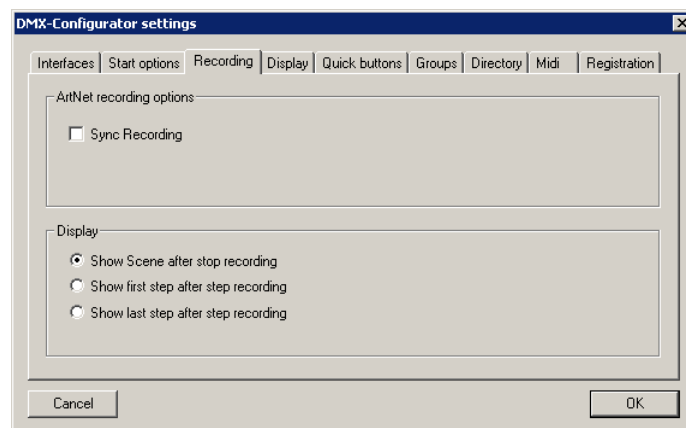 DMX-Configurator settings
Interfaces Start options Recording Display Quick buttons Groups Directory Midi Registration
ArtNet recording options
Sync Recording
Display
Show Scene after stop recording
Show first step after step recording
Show last step after step recording
Cancel OK